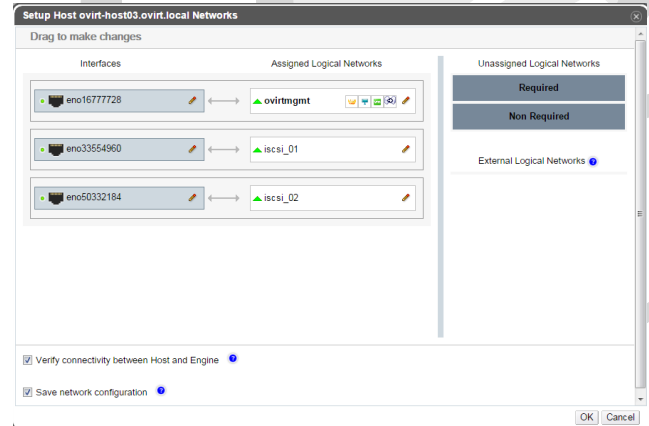 Setup Host ovirt-host03.ovirt.local Networks
Drag to make changes
Interfaces
Assigned Logical Networks
Unassigned Logical Networks
eno16777728
ovirtmgmt
Required
Non Required
eno33554960
iscsi_01
External Logical Networks
eno50332184
iscsi_02
Verify connectivity between Host and Engine
Save network configuration
OK Cancel